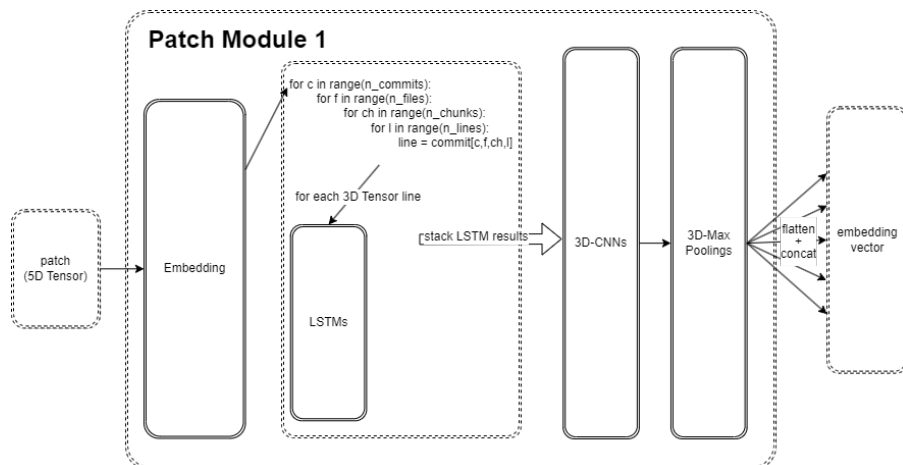 Patch Module 1
patch
(5D Tensor)
Embedding
for c in range(n_commits):
for f in range(n_files):
for ch in range(n_chunks):
for l in range(n_lines):
line = commit[c,f,ch,l]
for each 3D Tensor line
LSTMs
stack LSTM results
3D-CNNs
3D-Max
Poolings
flatten
+
concat
embedding
vector